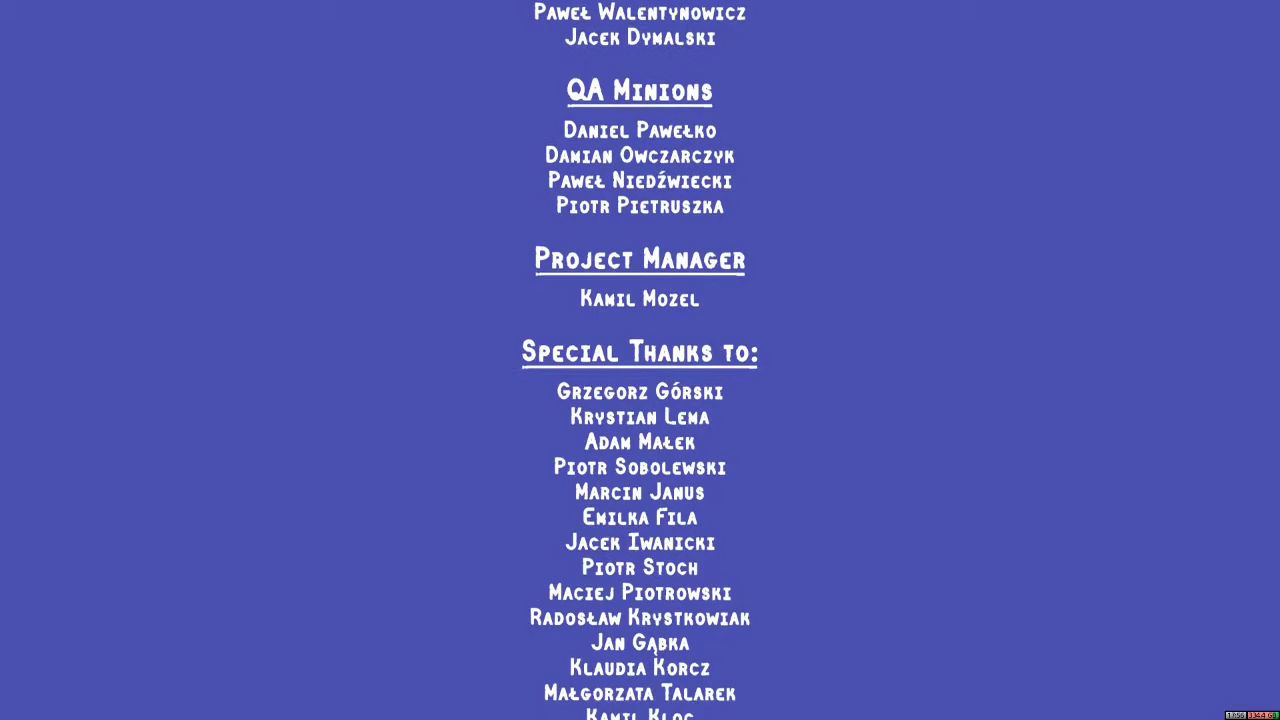 Paweł Walentynowicz
Jacek Dymalski
QA Minions
Daniel Pawełko
Damian Owczarczyk
Paweł Niedźwiecki
Piotr Pietruszka
Project Manager
Kamil Mozel
Special Thanks to:
Grzegorz Górski
Krystian Lema
Adam Małek
Piotr Sobolewski
Marcin Janus
Emilka Fila
Jacek Iwanicki
Piotr Stoch
Maciej Piotrowski
Radosław Krystkowiak
Jan Gąbka
Klaudia Korcz
Małgorzata Talarek
Kamil Kloc